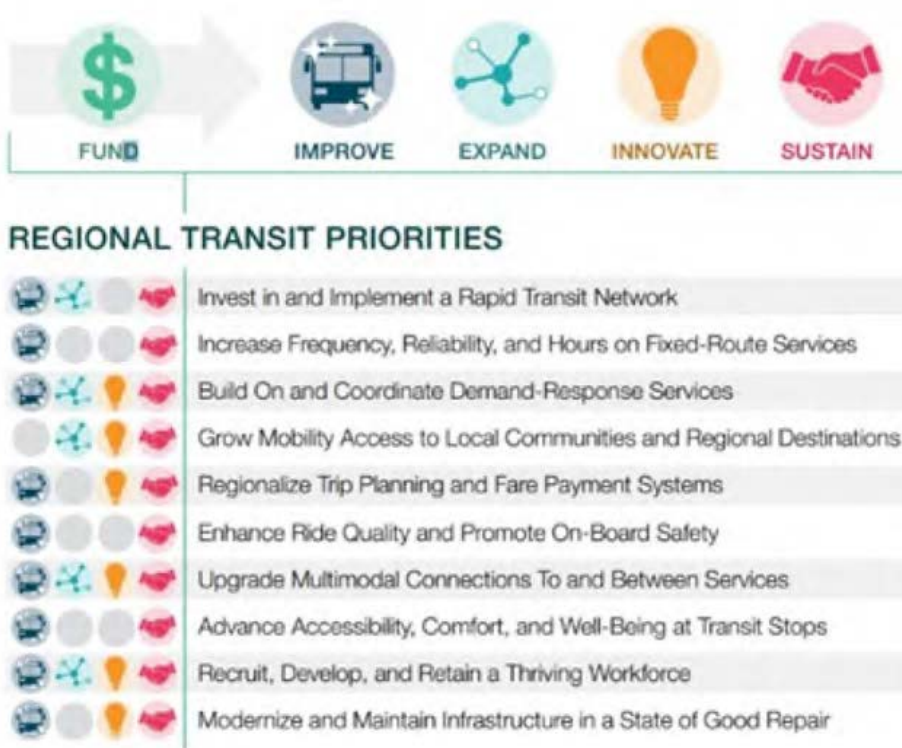 $
FUND
IMPROVE
EXPAND
INNOVATE
SUSTAIN
REGIONAL TRANSIT PRIORITIES
Invest in and Implement a Rapid Transit Network
Increase Frequency, Reliability, and Hours on Fixed-Route Services
Build On and Coordinate Demand-Response Services
Grow Mobility Access to Local Communities and Regional Destinations
Regionalize Trip Planning and Fare Payment Systems
Enhance Ride Quality and Promote On-Board Safety
Upgrade Multimodal Connections To and Between Services
Advance Accessibility, Comfort, and Well-Being at Transit Stops
Recruit, Develop, and Retain a Thriving Workforce
Modernize and Maintain Infrastructure in a State of Good Repair